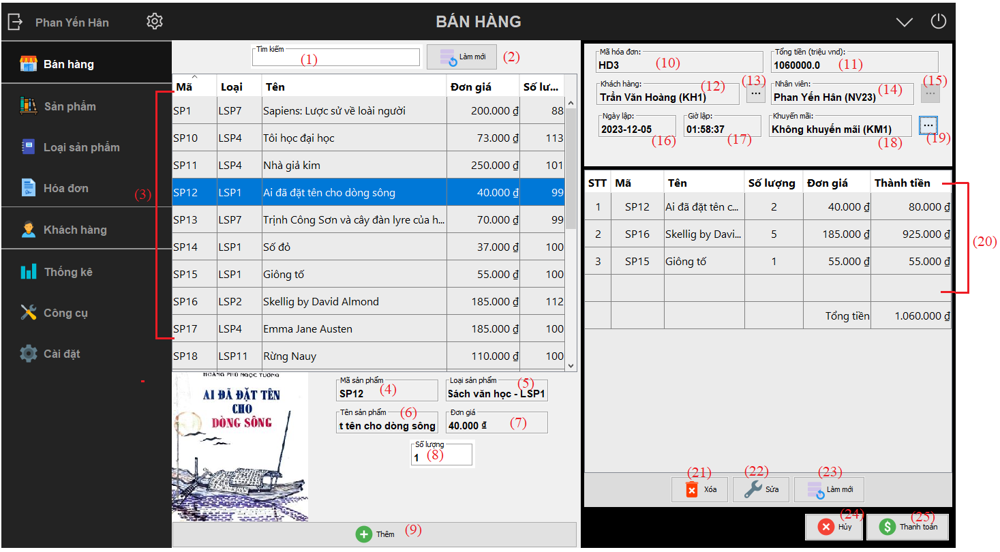 Phan Yến Hân
BÁN HÀNG
Bán hàng
Sản phẩm
Loại sản phẩm
Hóa đơn
Khách hàng
Thống kê
Công cụ
Cài đặt
Tìm kiếm
(1)
Làm mới
(2)
Mã Loại Tên Đơn giá Số lư...
SP1 LSP7 Sapiens: Lược sử về loài người 200.000 ₫ 88
SP10 LSP4 Tôi học đại học 73.000 ₫ 113
SP11 LSP4 Nhà giả kim 250.000 ₫ 101
(3)
SP12 LSP1 Ai đã đặt tên cho dòng sông 40.000 ₫ 99
SP13 LSP7 Trịnh Công Sơn và cây đàn lyre của h... 70.000 ₫ 99
SP14 LSP1 Số đỏ 37.000 ₫ 100
SP15 LSP1 Giông tố 55.000 ₫ 100
SP16 LSP2 Skellig by David Almond 185.000 ₫ 112
SP17 LSP4 Emma Jane Austen 185.000 ₫ 100
SP18 LSP11 Rừng Nauy 110.000 ₫ 100
HOÀNG PHỦ NGỌC TƯỜNG
AI ĐÃ ĐẶT TÊN
CHO
DÒNG SÔNG
Mã sản phẩm
SP12 (4)
Loại sản phẩm (5)
Sách văn học - LSP1
Tên sản phẩm (6)
t tên cho dòng sông
Đơn giá
40.000 ₫ (7)
Số lượng
1 (8)
Thêm (9)
Mã hóa đơn:
HD3 (10)
Tổng tiền (triệu vnd):
1060000.0 (11)
Khách hàng: (12)
Trần Văn Hoàng (KH1)
(13)
...
Nhân viên:
Phan Yến Hân (NV23) (14)
(15)
...
Ngày lập:
2023-12-05
(16)
Giờ lập:
01:58:37
(17)
Khuyến mãi:
Không khuyến mãi (KM1)
(18)
...
(19)
STT Mã Tên Số lượng Đơn giá Thành tiền
1 SP12 Ai đã đặt tên c... 2 40.000 ₫ 80.000 ₫
2 SP16 Skellig by Davi... 5 185.000 ₫ 925.000 ₫
(20)
3 SP15 Giông tố 1 55.000 ₫ 55.000 ₫
Tổng tiền 1.060.000 ₫
(21)
Xóa
(22)
Sửa
(23)
Làm mới
(24)
Hủy
(25)
Thanh toán